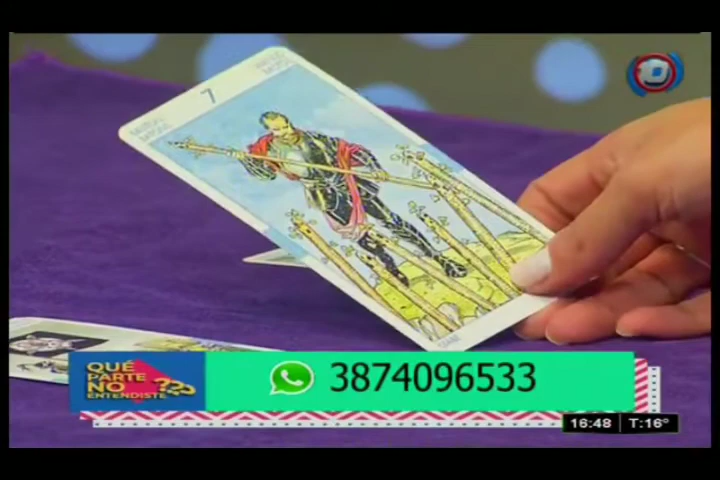 7
QUÉ
PARTE
NO
ENTENDISTE
???
3874096533
16:48
T:16°